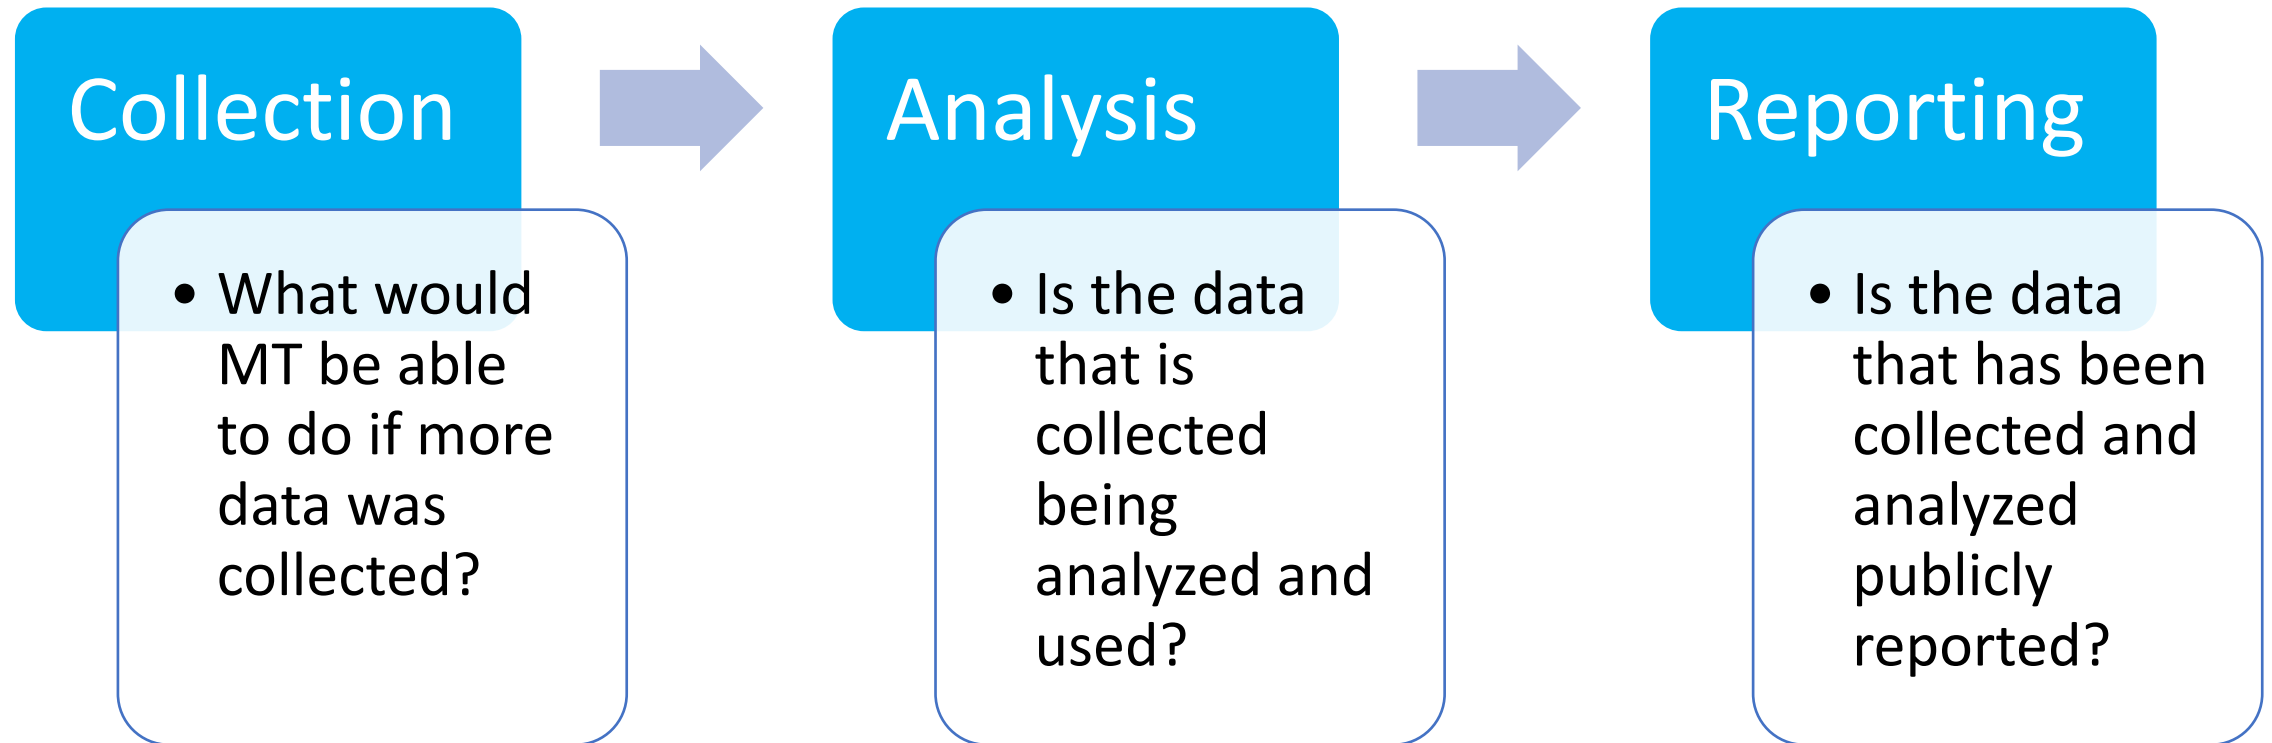 Collection
• What would
MT be able
to do if more
data was
collected?
Analysis
• Is the data
that is
collected
being
analyzed and
used?
Reporting
• Is the data
that has been
collected and
analyzed
publicly
reported?